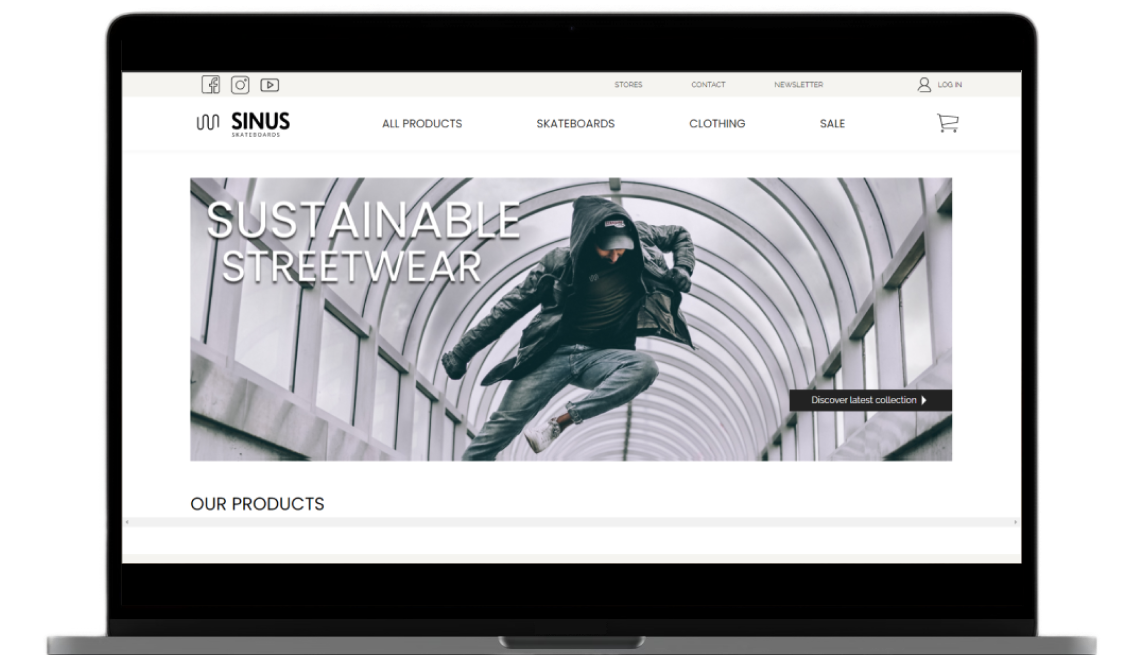 STORES
CONTACT
NEWSLETTER
LOG IN
SINUS
SKATEBOARDS
ALL PRODUCTS
SKATEBOARDS
CLOTHING
SALE
SUSTAINABLE
STREETWEAR
Discover latest collection
OUR PRODUCTS